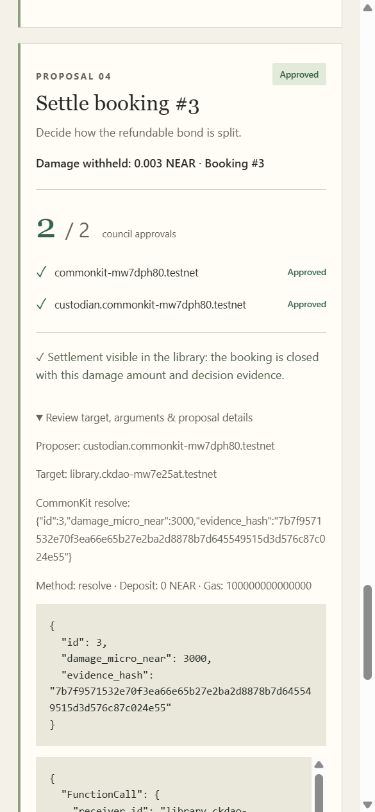 PROPOSAL 04
Approved
Settle booking #3
Decide how the refundable bond is split.
Damage withheld: 0.003 NEAR · Booking #3
2 / 2 council approvals
✓ commonkit-mw7dph80.testnet Approved
✓ custodian.commonkit-mw7dph80.testnet Approved
✓ Settlement visible in the library: the booking is closed
with this damage amount and decision evidence.
▼ Review target, arguments & proposal details
Proposer: custodian.commonkit-mw7dph80.testnet
Target: library.ckdao-mw7e25at.testnet
CommonKit resolve:
{"id":3,"damage_micro_near":3000,"evidence_hash":"7b7f9571
532e70f3ea66e65b27e2ba2d8878b7d645549515d3d576c87c0
24e55"}
Method: resolve · Deposit: 0 NEAR · Gas: 100000000000000
{
"id": 3,
"damage_micro_near": 3000,
"evidence_hash":
"7b7f9571532e70f3ea66e65b27e2ba2d8878b7d64554
9515d3d576c87c024e55"
}
{
"FunctionCall": {
"receiver_id": "library.ckdao-